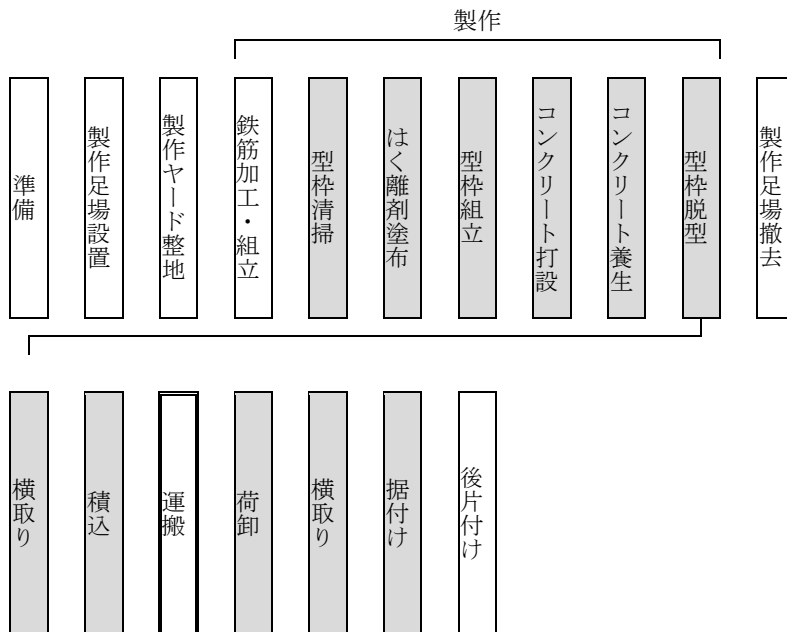 製作
準備
製作足場設置
製作ヤード整地
鉄筋加工・組立
型枠清掃
はく離剤塗布
型枠組立
コンクリート打設
コンクリート養生
型枠脱型
製作足場撤去
横取り
積込
運搬
荷卸
横取り
据付け
後片付け